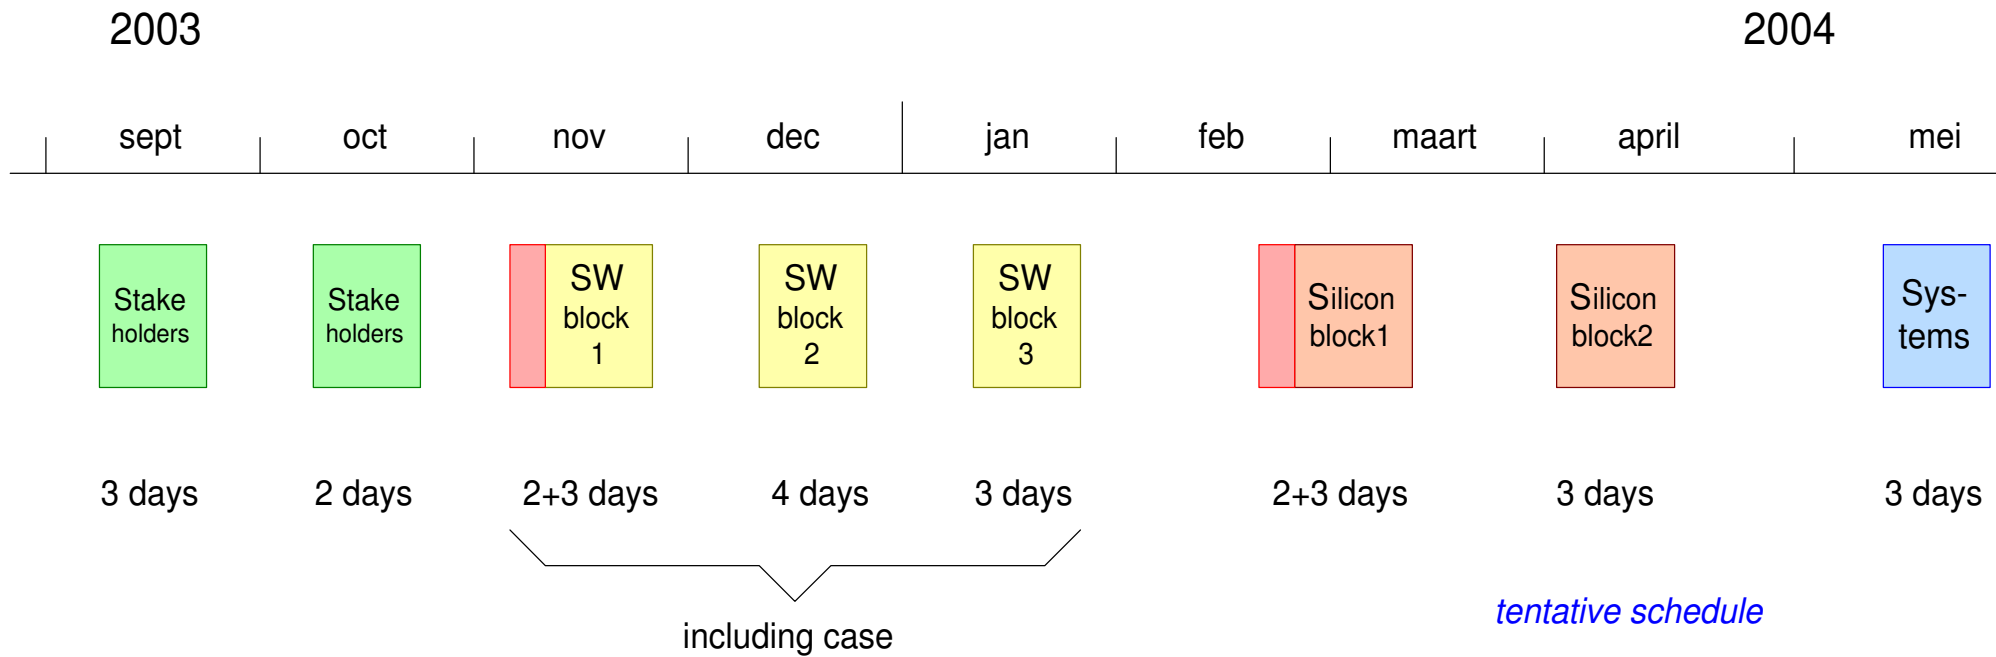 2003
2004
sept
oct
nov
dec
jan
feb
maart
april
mei
Stake
holders
Stake
holders
SW
block
1
SW
block
2
SW
block
3
Silicon
block1
Silicon
block2
Sys-
tems
3 days
2 days
2+3 days
4 days
3 days
2+3 days
3 days
3 days
including case
tentative schedule